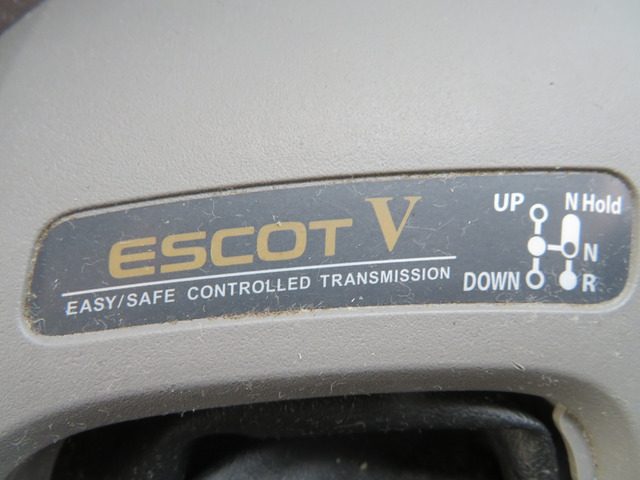 ESCOT V
EASY/SAFE CONTROLLED TRANSMISSION
UP
N Hold
N
DOWN
R